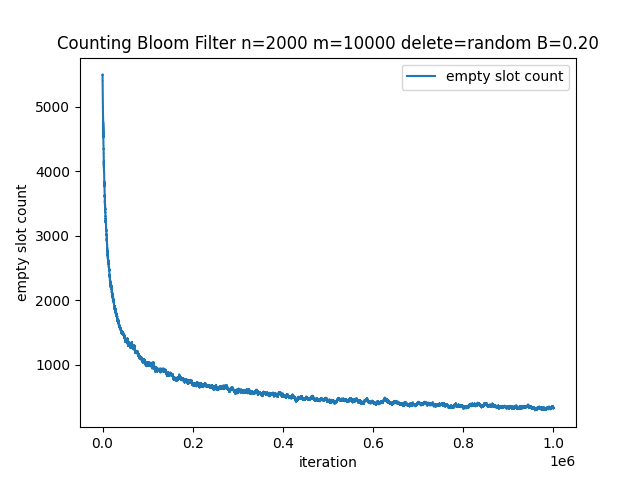 Counting Bloom Filter n=2000 m=10000 delete=random B=0.20
empty slot count
empty slot count
5000
4000
3000
2000
1000
0.0 0.2 0.4 0.6 0.8 1.0
iteration
1e6